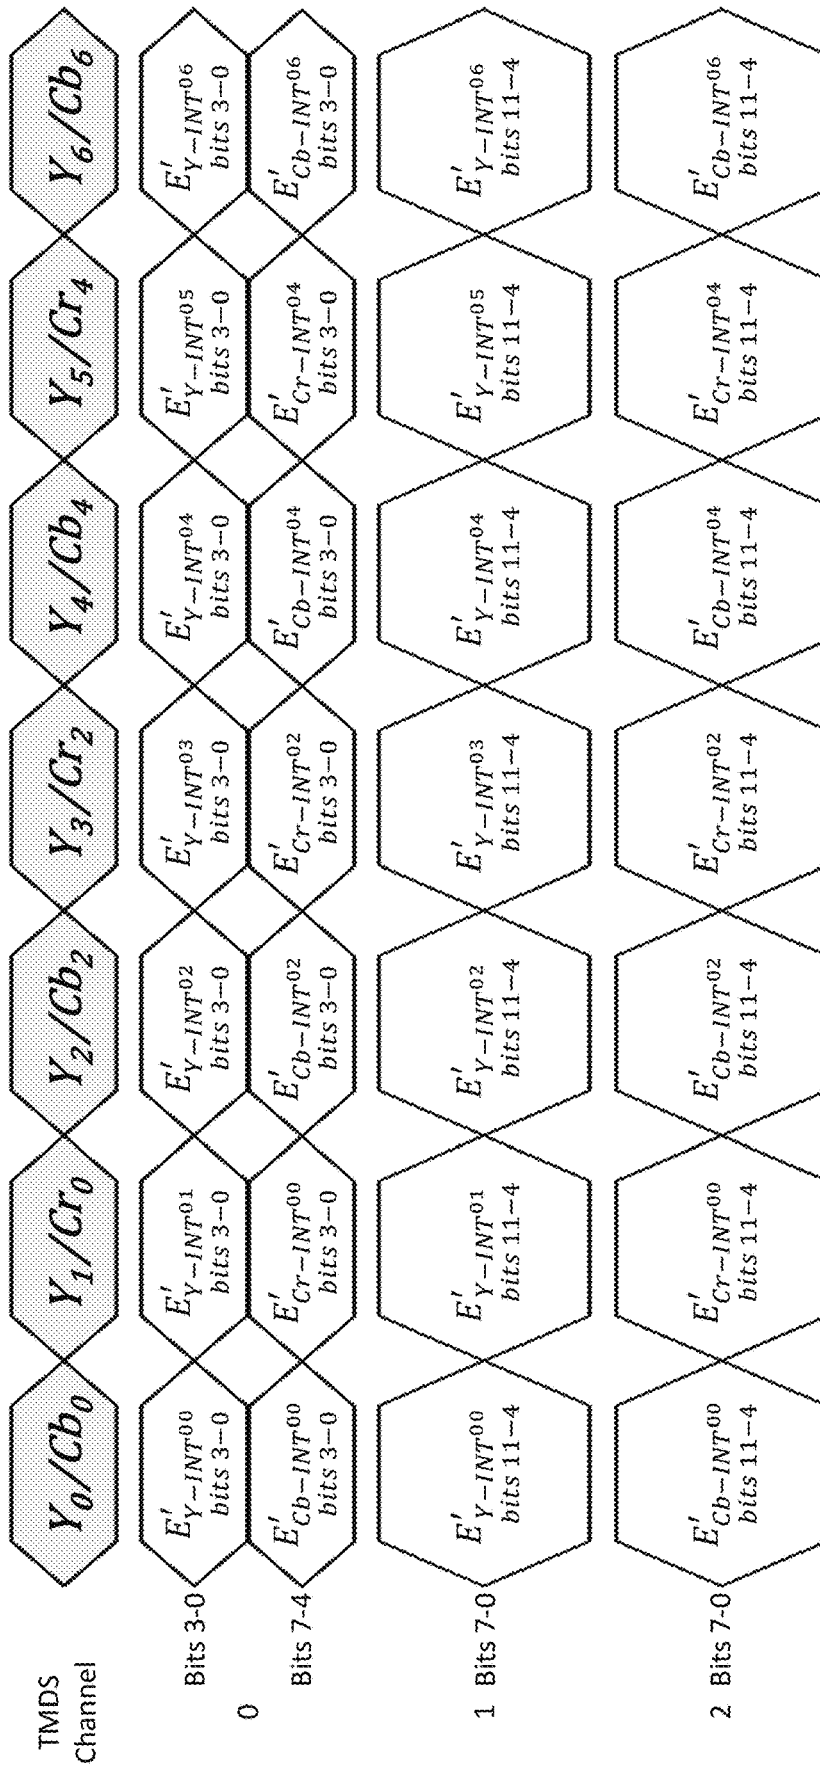 TMDS
Channel
Y₀/Cb₀ Y₁/Cr₀ Y₂/Cb₂ Y₃/Cr₂ Y₄/Cb₄ Y₅/Cr₄ Y₆/Cb₆
0
Bits 3-0
E′Y−INT⁰⁰ E′Y−INT⁰¹ E′Y−INT⁰² E′Y−INT⁰³ E′Y−INT⁰⁴ E′Y−INT⁰⁵ E′Y−INT⁰⁶
bits 3−0 bits 3−0 bits 3−0 bits 3−0 bits 3−0 bits 3−0 bits 3−0
Bits 7-4
E′Cb−INT⁰⁰ E′Cr−INT⁰⁰ E′Cb−INT⁰² E′Cr−INT⁰² E′Cb−INT⁰⁴ E′Cr−INT⁰⁴ E′Cb−INT⁰⁶
bits 3−0 bits 3−0 bits 3−0 bits 3−0 bits 3−0 bits 3−0 bits 3−0
1 Bits 7-0
E′Y−INT⁰⁰ E′Y−INT⁰¹ E′Y−INT⁰² E′Y−INT⁰³ E′Y−INT⁰⁴ E′Y−INT⁰⁵ E′Y−INT⁰⁶
bits 11−4 bits 11−4 bits 11−4 bits 11−4 bits 11−4 bits 11−4 bits 11−4
2 Bits 7-0
E′Cb−INT⁰⁰ E′Cr−INT⁰⁰ E′Cb−INT⁰² E′Cr−INT⁰² E′Cb−INT⁰⁴ E′Cr−INT⁰⁴ E′Cb−INT⁰⁶
bits 11−4 bits 11−4 bits 11−4 bits 11−4 bits 11−4 bits 11−4 bits 11−4